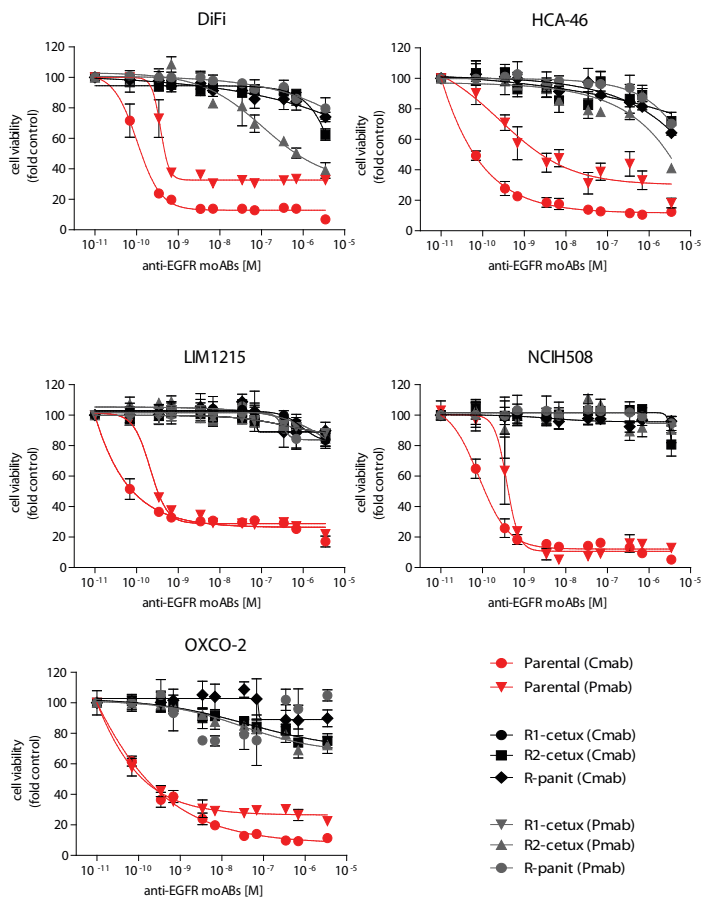 DiFi
120
100
80
60
40
20
0
cell viability
(fold control)
10-11 10-10 10-9 10-8 10-7 10-6 10-5
anti-EGFR moABs [M]
HCA-46
120
100
80
60
40
20
0
cell viability
(fold control)
10-11 10-10 10-9 10-8 10-7 10-6 10-5
anti-EGFR moABs [M]
LIM1215
120
100
80
60
40
20
0
cell viability
(fold control)
10-11 10-10 10-9 10-8 10-7 10-6 10-5
anti-EGFR moABs [M]
NCIH508
120
100
80
60
40
20
0
cell viability
(fold control)
10-11 10-10 10-9 10-8 10-7 10-6 10-5
anti-EGFR moABs [M]
OXCO-2
120
100
80
60
40
20
0
cell viability
(fold control)
10-11 10-10 10-9 10-8 10-7 10-6 10-5
anti-EGFR moABs [M]
Parental (Cmab)
Parental (Pmab)
R1-cetux (Cmab)
R2-cetux (Cmab)
R-panit (Cmab)
R1-cetux (Pmab)
R2-cetux (Pmab)
R-panit (Pmab)